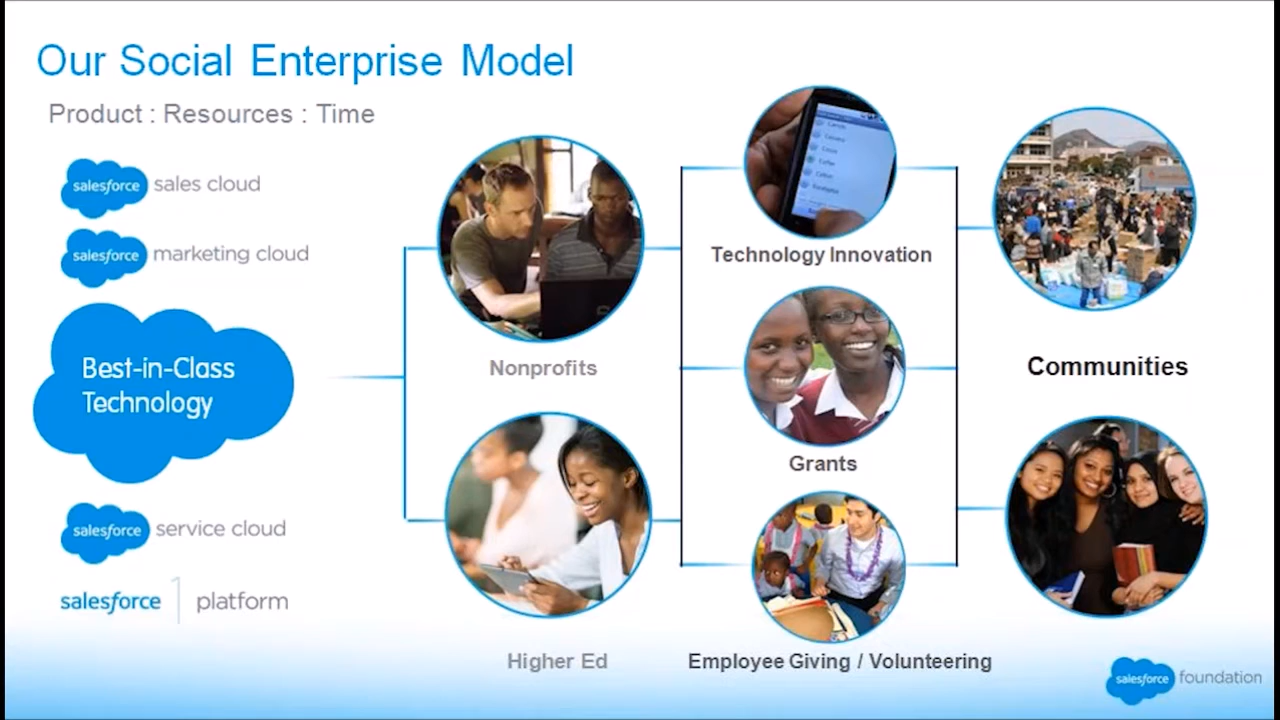 Our Social Enterprise Model
Product : Resources : Time
salesforce sales cloud
salesforce marketing cloud
Best-in-Class
Technology
salesforce service cloud
salesforce platform
Nonprofits
Higher Ed
Technology Innovation
Grants
Employee Giving / Volunteering
Communities
salesforce foundation